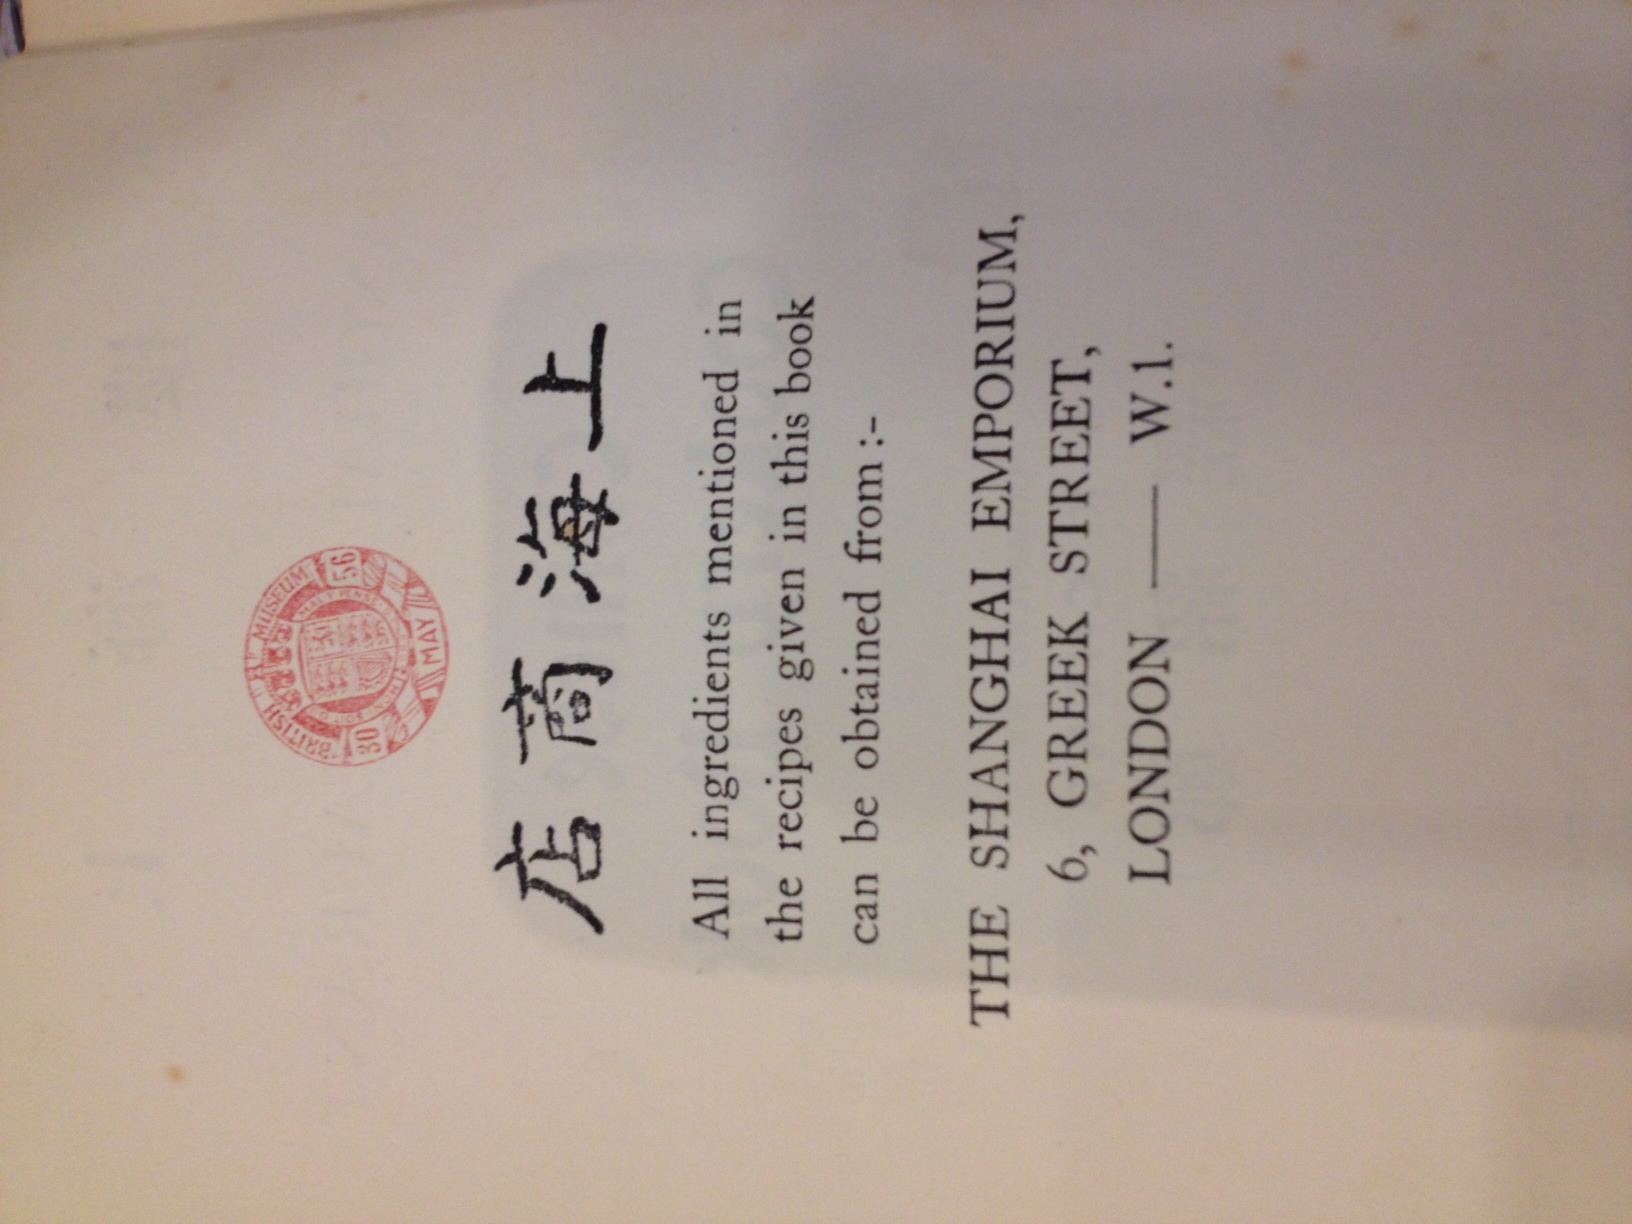 BRITISH MUSEUM
30 MAY 56
店商海上
All ingredients mentioned in
the recipes given in this book
can be obtained from :-
THE SHANGHAI EMPORIUM,
6, GREEK STREET,
LONDON — W.1.